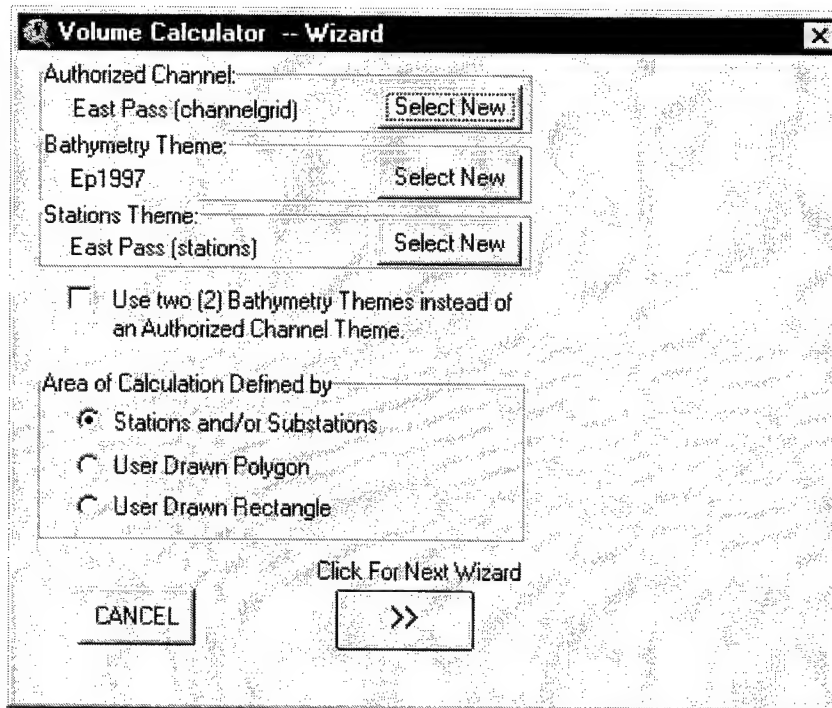 Volume Calculator -- Wizard
Authorized Channel:
East Pass (channelgrid) Select New
Bathymetry Theme:
Ep1997 Select New
Stations Theme:
East Pass (stations) Select New
Use two (2) Bathymetry Themes instead of
an Authorized Channel Theme.
Area of Calculation Defined by
Stations and/or Substations
User Drawn Polygon
User Drawn Rectangle
Click For Next Wizard
CANCEL >>